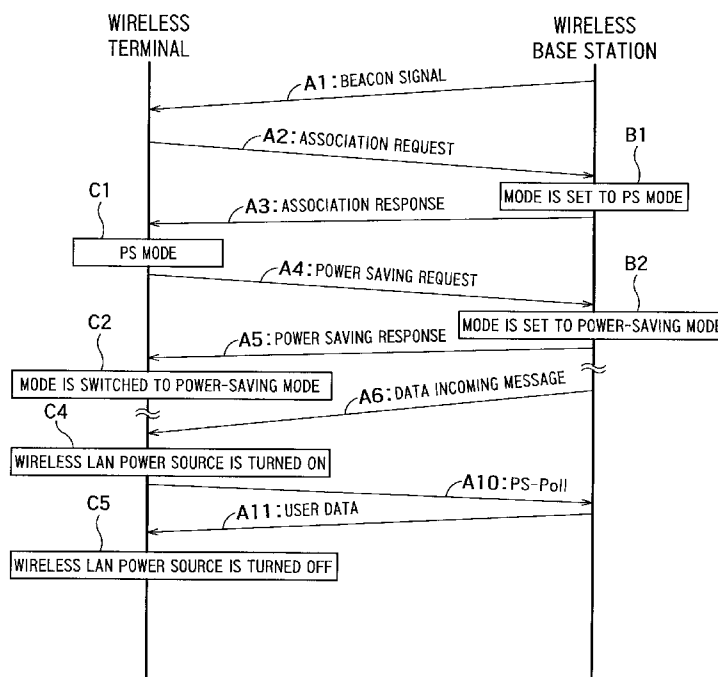 WIRELESS
TERMINAL
WIRELESS
BASE STATION
A1: BEACON SIGNAL
A2: ASSOCIATION REQUEST
B1
MODE IS SET TO PS MODE
C1
A3: ASSOCIATION RESPONSE
PS MODE
A4: POWER SAVING REQUEST
B2
MODE IS SET TO POWER-SAVING MODE
C2
A5: POWER SAVING RESPONSE
MODE IS SWITCHED TO POWER-SAVING MODE
A6: DATA INCOMING MESSAGE
C4
WIRELESS LAN POWER SOURCE IS TURNED ON
A10: PS-Poll
A11: USER DATA
C5
WIRELESS LAN POWER SOURCE IS TURNED OFF